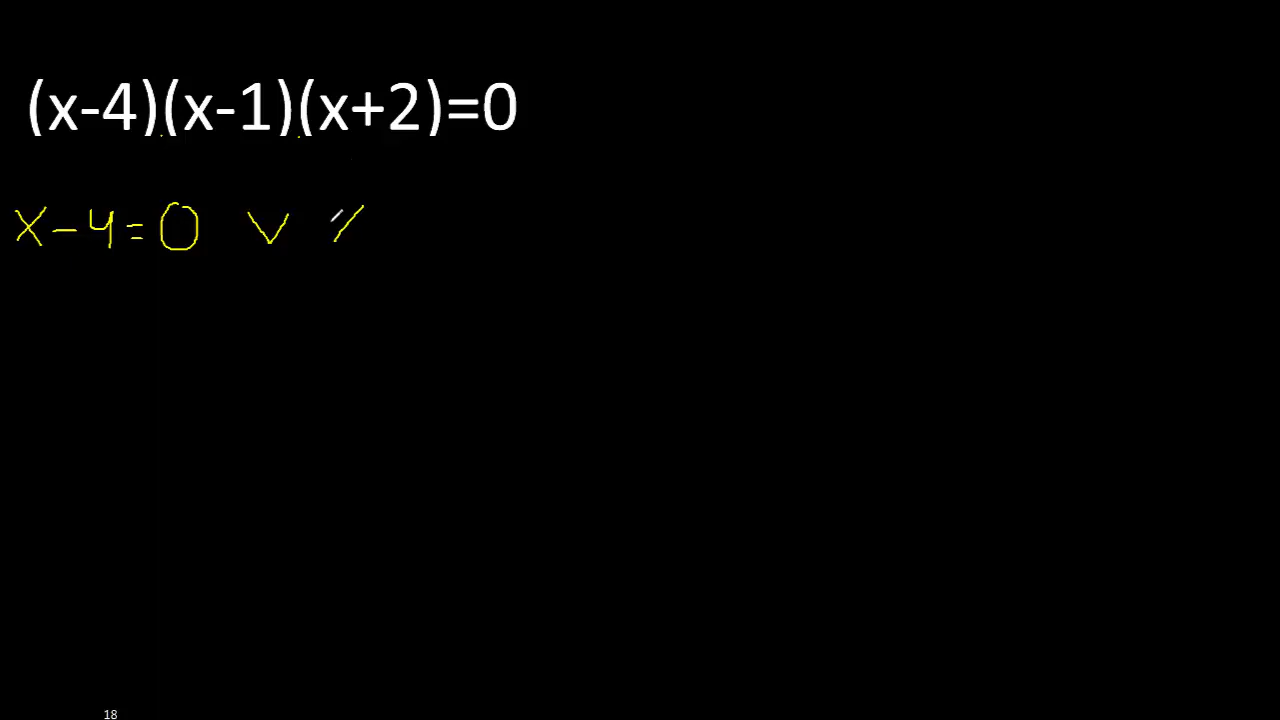 (x-4)(x-1)(x+2)=0
x-4=0 ∨
18